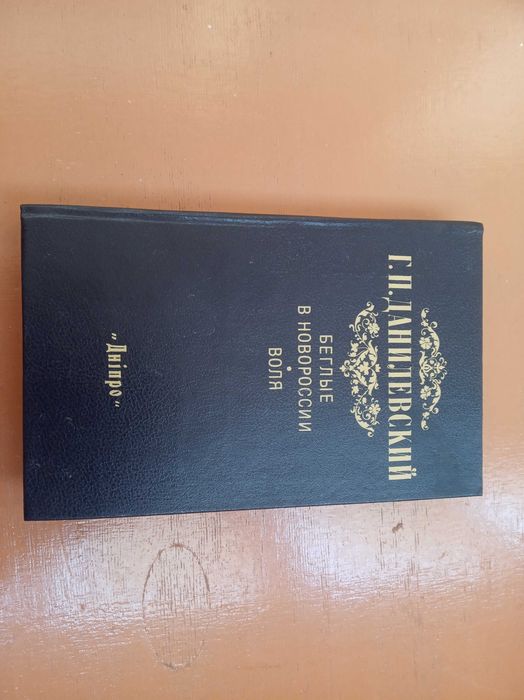 Г.П.ДАНИЛЕВСКИЙ
БЕГЛЫЕ
В НОВОРОССИИ
•
ВОЛЯ
„Дніпро“